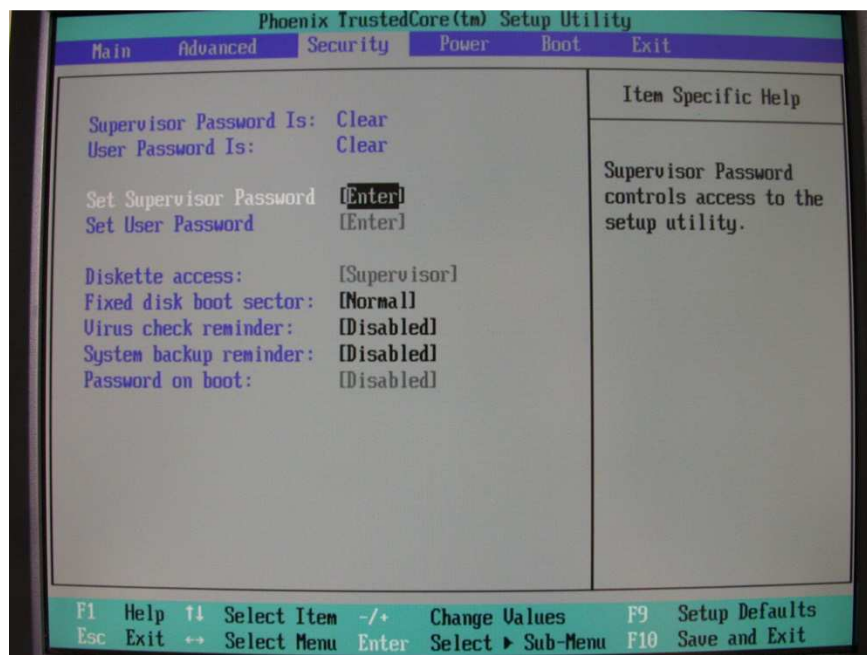 Phoenix TrustedCore(tm) Setup Utility
Main Advanced Security Power Boot Exit
Item Specific Help
Supervisor Password Is: Clear
User Password Is: Clear
Set Supervisor Password [Enter]
Set User Password [Enter]
Diskette access: [Supervisor]
Fixed disk boot sector: [Normal]
Virus check reminder: [Disabled]
System backup reminder: [Disabled]
Password on boot: [Disabled]
Supervisor Password
controls access to the
setup utility.
F1 Help ↑↓ Select Item -/+ Change Values F9 Setup Defaults
Esc Exit ↔ Select Menu Enter Select ▶ Sub-Menu F10 Save and Exit